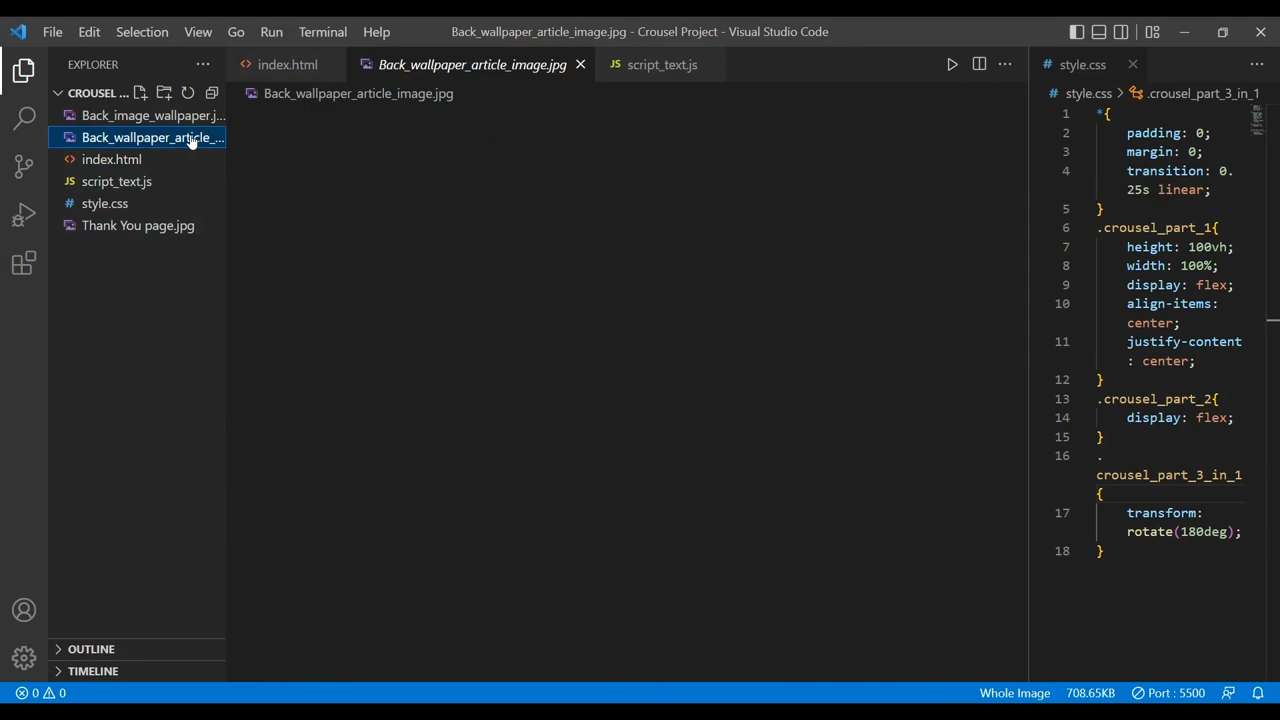 File Edit Selection View Go Run Terminal Help Back_wallpaper_article_image.jpg - Crousel Project - Visual Studio Code
EXPLORER
CROUSEL ...
Back_image_wallpaper.j...
Back_wallpaper_article_...
index.html
script_text.js
style.css
Thank You page.jpg
OUTLINE
TIMELINE
index.html Back_wallpaper_article_image.jpg script_text.js
Back_wallpaper_article_image.jpg
style.css
style.css .crousel_part_3_in_1
1 *{
2 padding: 0;
3 margin: 0;
4 transition: 0.
25s linear;
5 }
6 .crousel_part_1{
7 height: 100vh;
8 width: 100%;
9 display: flex;
10 align-items:
center;
11 justify-content
: center;
12 }
13 .crousel_part_2{
14 display: flex;
15 }
16 .
crousel_part_3_in_1
{
17 transform:
rotate(180deg);
18 }
0 0 Whole Image 708.65KB Port : 5500